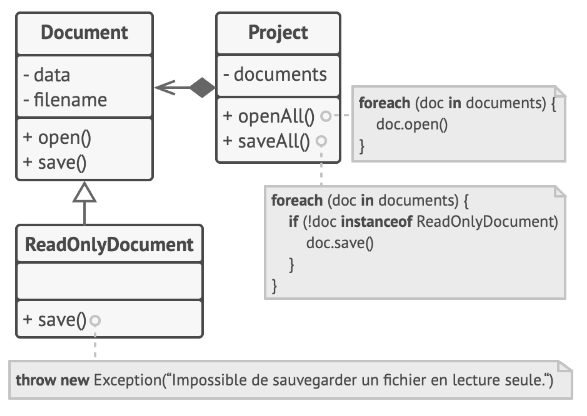 Document
- data
- filename
+ open()
+ save()
Project
- documents
+ openAll()
+ saveAll()
foreach (doc in documents) {
doc.open()
}
foreach (doc in documents) {
if (!doc instanceof ReadOnlyDocument)
doc.save()
}
}
ReadOnlyDocument
+ save()
throw new Exception(“Impossible de sauvegarder un fichier en lecture seule.“)